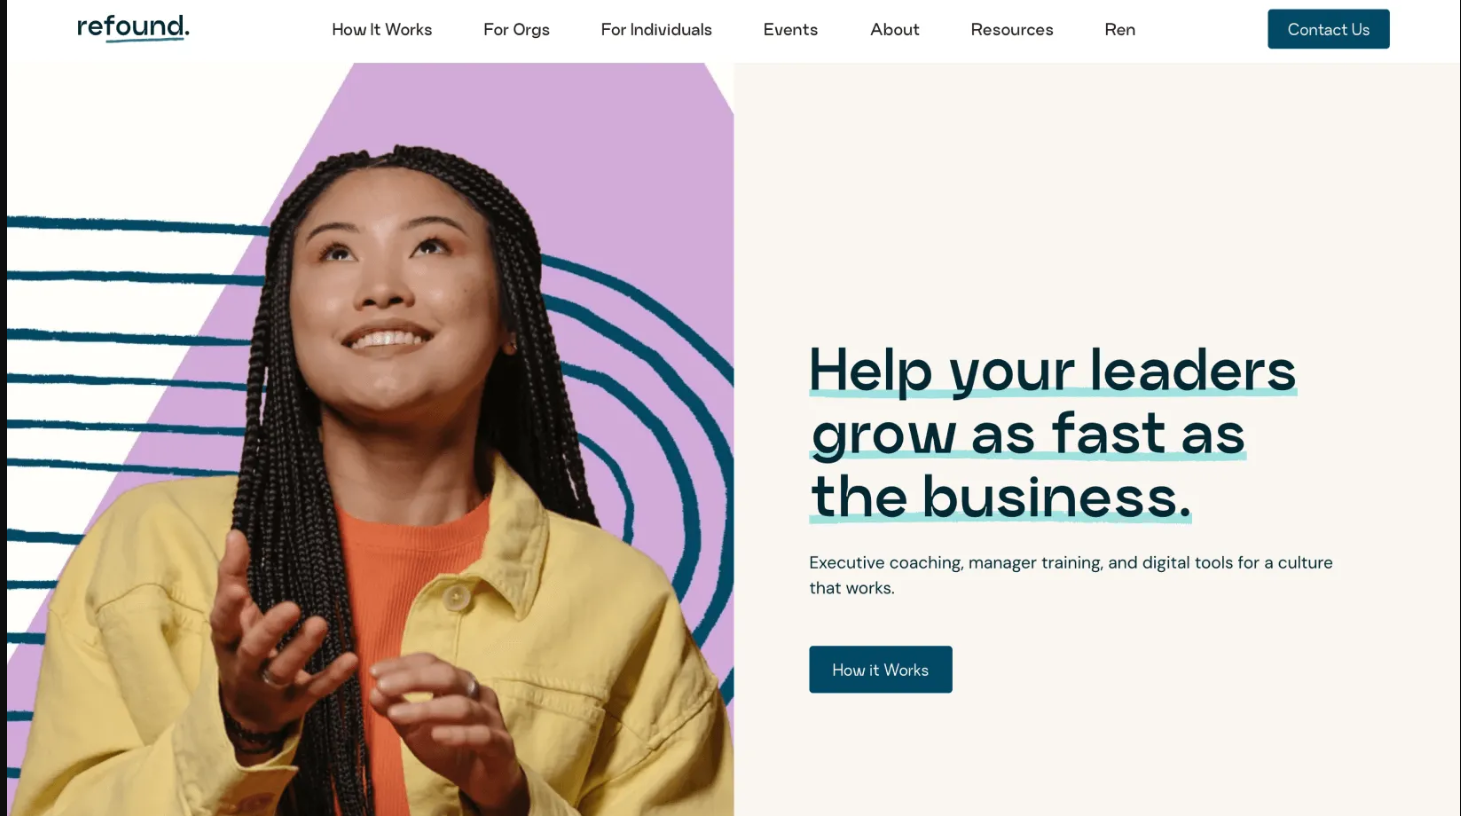 refound.
How It Works
For Orgs
For Individuals
Events
About
Resources
Ren
Contact Us
Help your leaders
grow as fast as
the business.
Executive coaching, manager training, and digital tools for a culture
that works.
How it Works